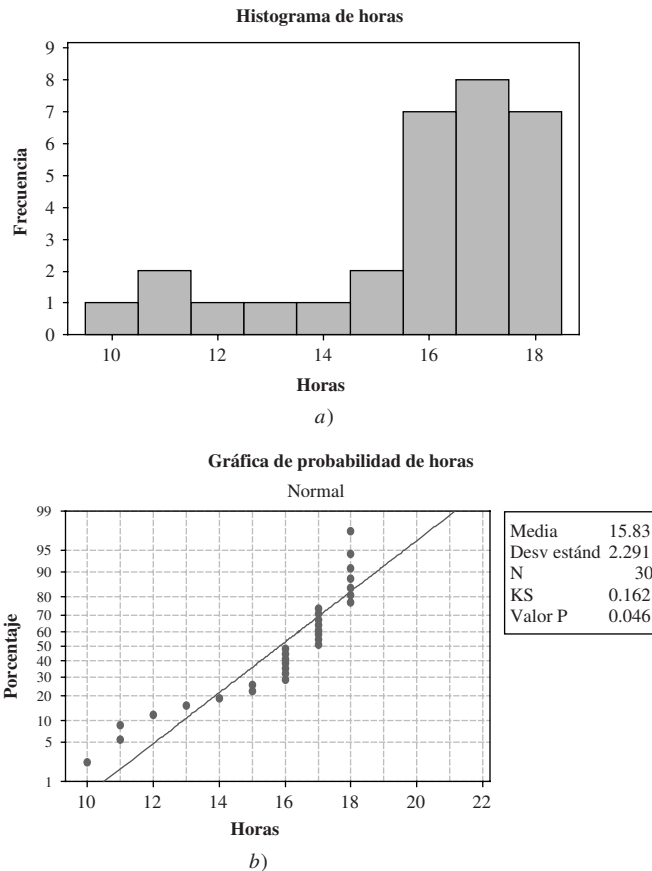 Histograma de horas
9
8
7
6
5
4
3
2
1
0
Frecuencia
10 12 14 16 18
Horas
a)
Gráfica de probabilidad de horas
Normal
99
95
90
80
70
60
50
40
30
20
10
5
1
Porcentaje
10 12 14 16 18 20 22
Horas
Media 15.83
Desv estánd 2.291
N 30
KS 0.162
Valor P 0.046
b)